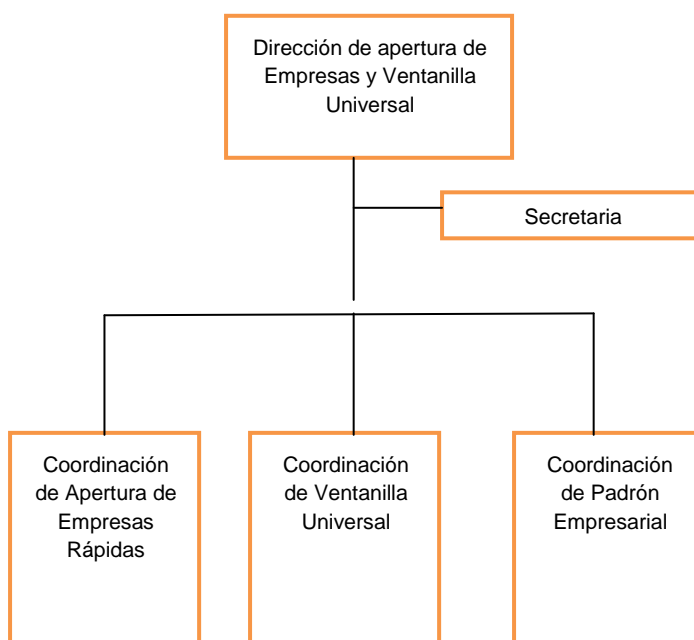 Dirección de apertura de
Empresas y Ventanilla
Universal
Secretaria
Coordinación
de Apertura de
Empresas
Rápidas
Coordinación
de Ventanilla
Universal
Coordinación
de Padrón
Empresarial